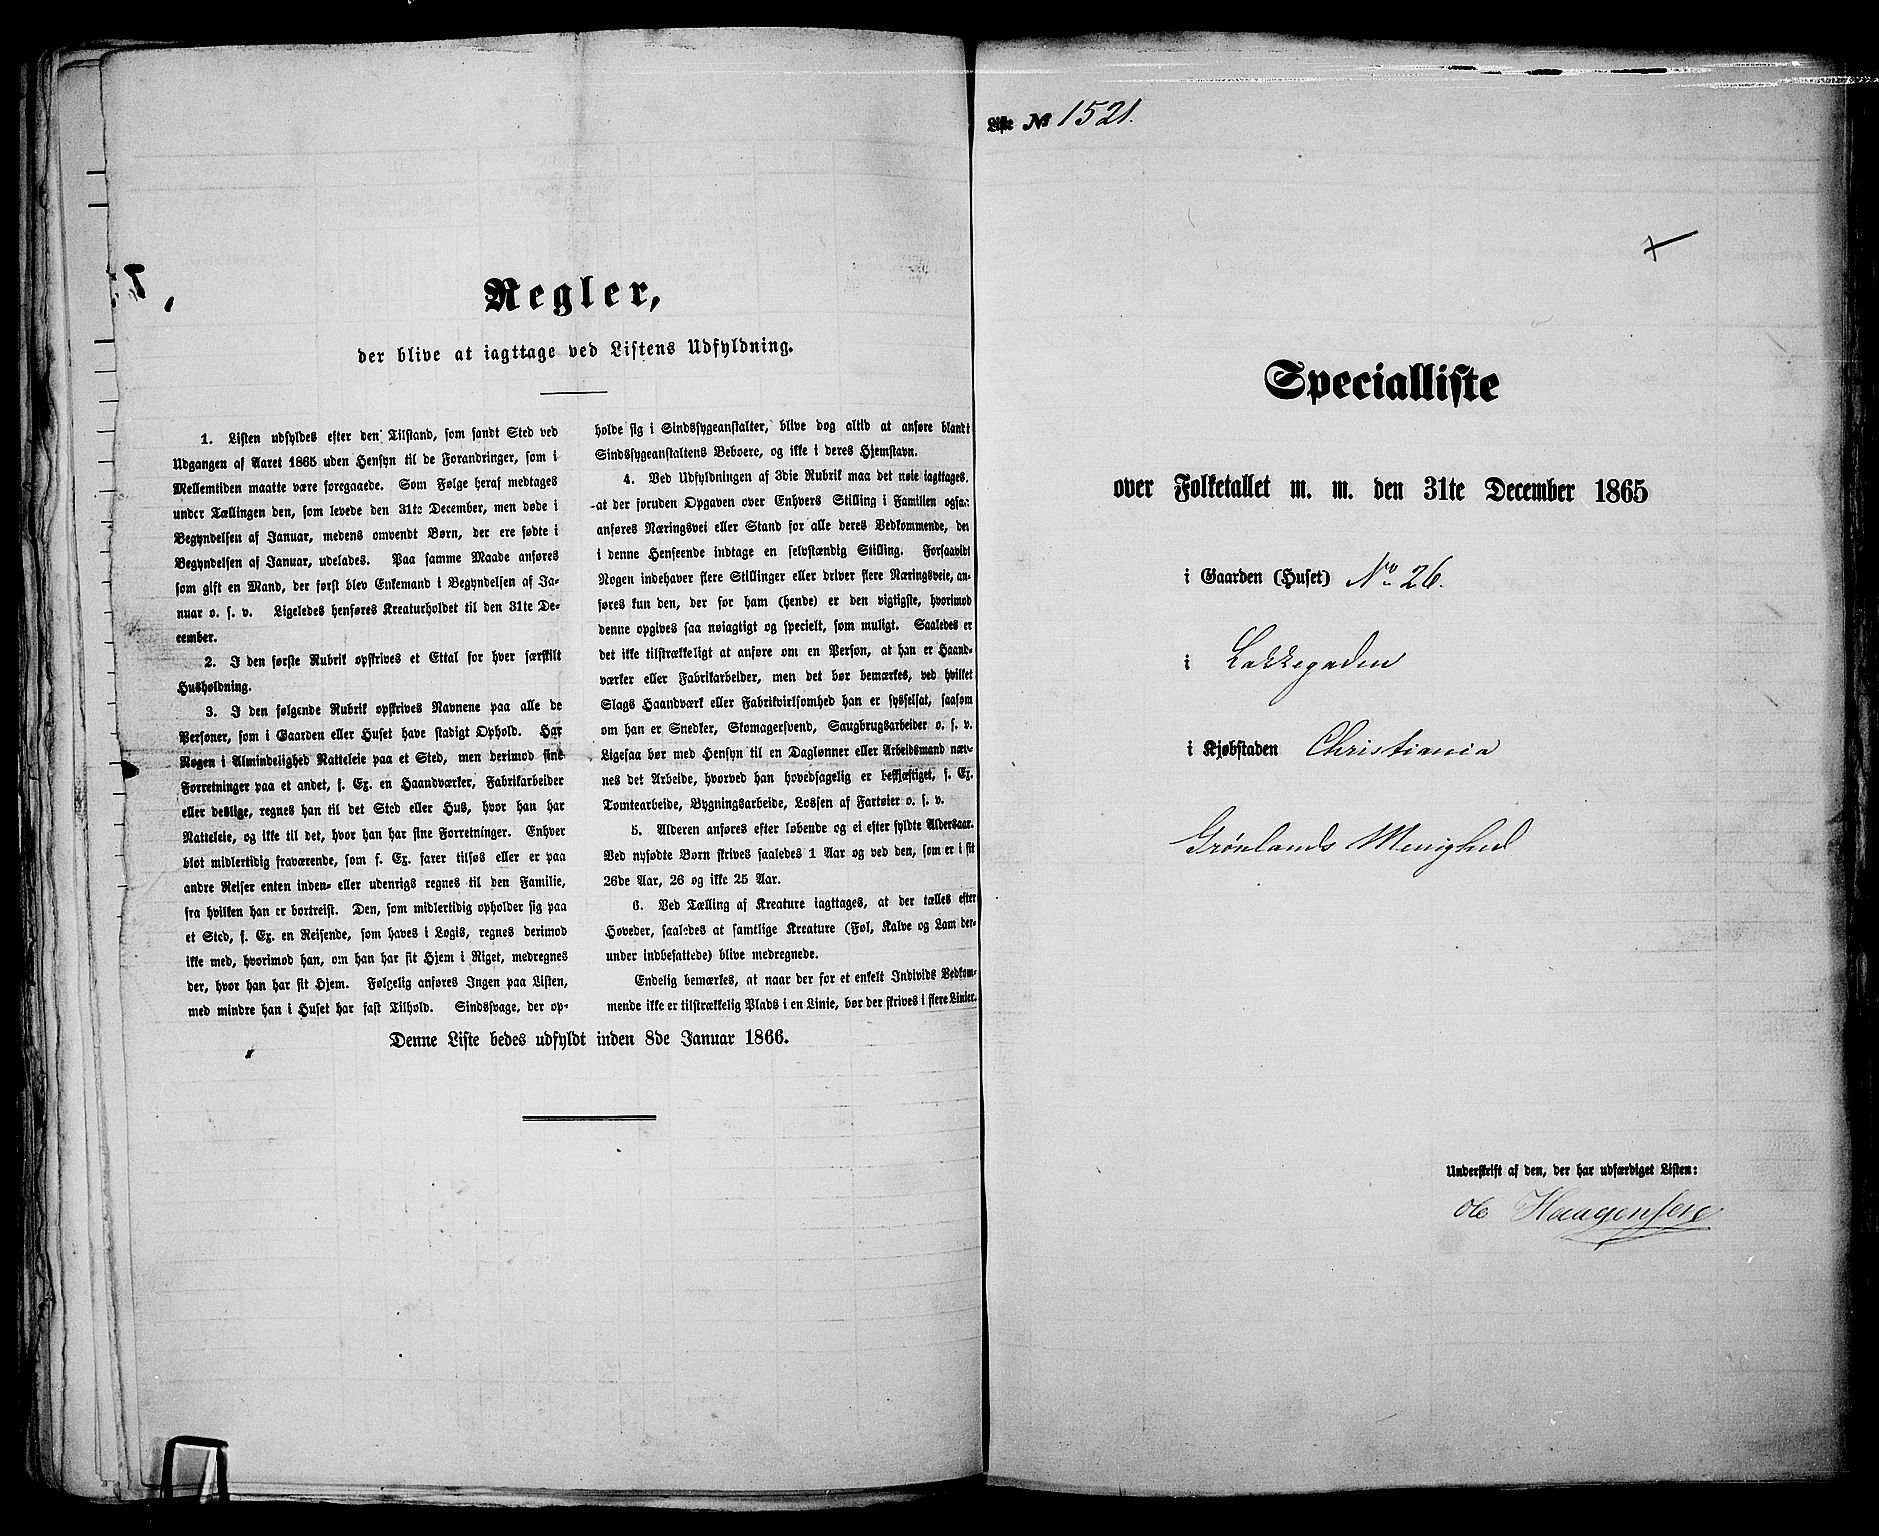 Regler,
der blive at iagttage ved Listens Udfyldning.
1. Listen udfyldes efter den Tilstand, som fandt Sted ved
Udgangen af Aaret 1865 uden Hensyn til de Forandringer, som i
Mellemtiden maatte være foregaaede. Som Følge heraf medtages
under Tællingen den, som levede den 31te December, men døde i
Begyndelsen af Januar, medens omvendt Børn, der ere fødte i
Begyndelsen af Januar, udelades. Paa samme Maade anføres
som gift en Mand, der først blev Enkemand i Begyndelsen af Ja-
nuar o. s. v. Ligeledes henføres Kreaturholdet til den 31te De-
cember.
2. I den første Rubrik opskrives et Ettal for hver særskilt
Husholdning.
3. I den følgende Rubrik opskrives Navnene paa alle de
Personer, som i Gaarden eller Huset have stadigt Ophold. Har
Nogen i Almindelighed Natteleie paa et Sted, men derimod sine
Forretninger paa et andet, f. Ex. en Haandværker, Fabrikarbeider
eller deslige, regnes han til det Sted eller Hus, hvor han har
Natteleie, og ikke til det, hvor han har sine Forretninger. Enhver
blot midlertidig fraværende, som f. Ex. farer tilsøs eller er paa
andre Reiser enten inden- eller udenrigs regnes til den Familie,
fra hvilken han er bortreist. Den, som midlertidig opholder sig paa
et Sted, f. Ex. en Reisende, som haves i Logis, regnes derimod
ikke med, hvorimod han, om han har sit Hjem i Riget, medregnes
der, hvor han har sit Hjem. Følgelig anføres Ingen paa Listen,
med mindre han i Huset har fast Tilhold. Sindssvage, der op-
holde sig i Sindssygeanstalter, blive dog altid at anføre blandt
Sindssygeanstaltens Beboere, og ikke i deres Hjemstavn.
4. Ved Udfyldningen af 3die Rubrik maa det nøie iagttages,
at der foruden Opgaven over Enhvers Stilling i Familien ogsaa
anføres Næringsvei eller Stand for alle deres Vedkommende, der
i denne Henseende indtage en selvstændig Stilling. Forsaavidt
Nogen indehaver flere Stillinger eller driver flere Næringsveie, an-
føres kun den, der for ham (hende) er den vigtigste, hvorimod
denne opgives saa nøiagtigt og specielt, som muligt. Saaledes er
det ikke tilstrækkeligt at anføre om en Person, at han er Haand-
værker eller Fabrikarbeider, men det bør bemærkes, ved hvilket
Slags Haandværk eller Fabrikvirksomhed han er sysselsat, saasom
om han er Snedker, Skomagersvend, Saugbrugsarbeider o. s. v.
Ligesaa bør med Hensyn til en Daglønner eller Arbeidsmand næv-
nes det Arbeide, hvorved han hovedsagelig er beskjæftiget, f. Ex.
Tomtearbeide, Bygningsarbeide, Lossen af Fartøier o. s. v.
5. Alderen anføres efter løbende og ei efter fyldte Aldersaar.
Ved nyfødte Børn skrives saaledes 1 Aar og ved den, som er i sit
26de Aar, 26 og ikke 25 Aar.
6. Ved Tælling af Kreature iagttages, at der tælles efter
Hoveder, saaledes at samtlige Kreature (Føl, Kalve og Lam der-
under indbefattede) blive medregnede.
Endelig bemærkes, at naar der for et enkelt Individs Vedkom-
mende ikke er tilstrækkelig Plads i en Linie, bør der skrives i flere Linier.
Denne Liste bedes udfyldt inden 8de Januar 1866.
Liste № 1521.
Specialliste
over Folketallet m. m. den 31te December 1865
i Gaarden (Huset) No 26.
i Lakkegaden
i Kjøbstaden Christiania
Grønlands Menighed
Underskrift af den, der har udfærdiget Listen:
Ole Haagensen